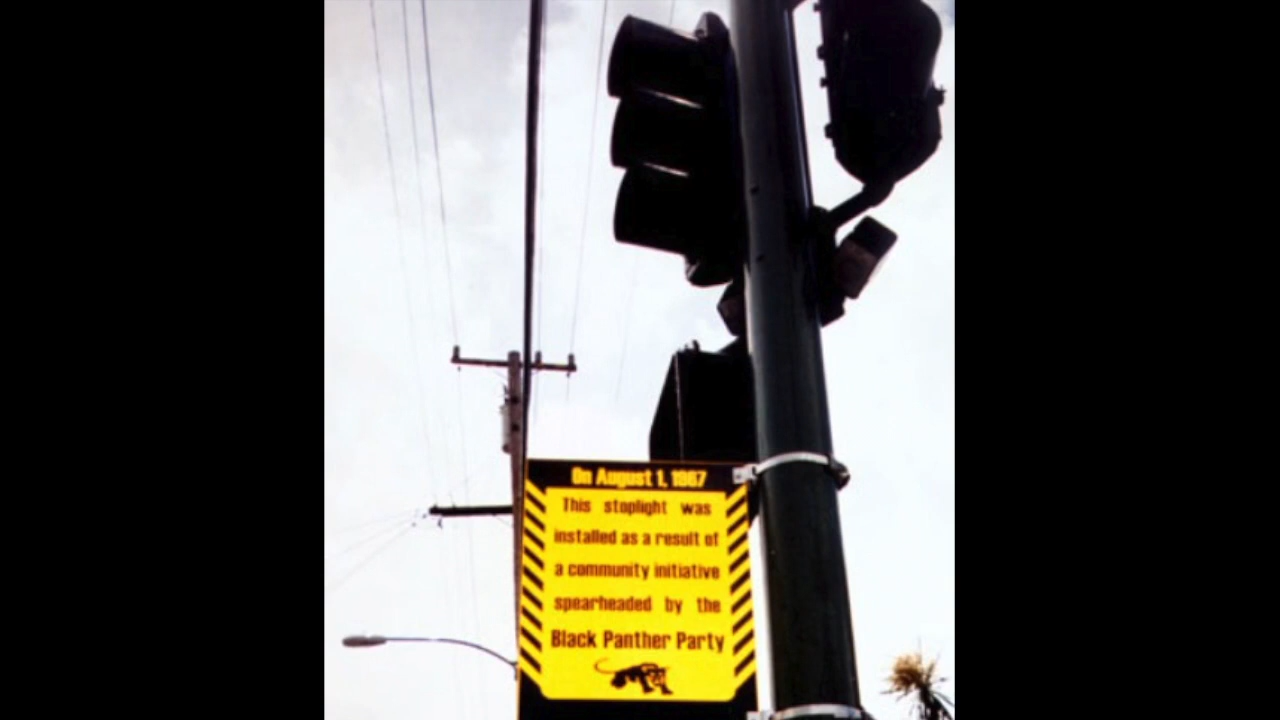 On August 1, 1967
This stoplight was
installed as a result of
a community initiative
spearheaded by the
Black Panther Party